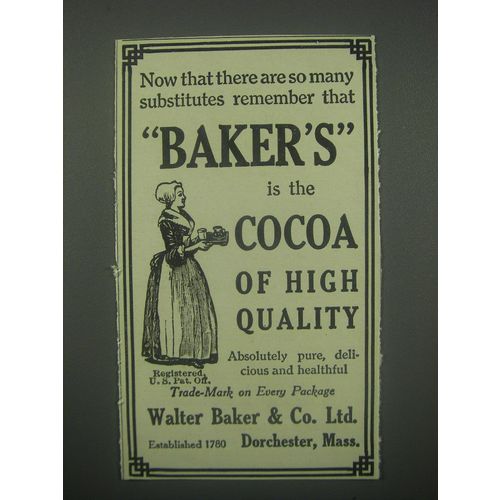 Now that there are so many
substitutes remember that
"BAKER'S"
is the
COCOA
OF HIGH
QUALITY
Absolutely pure, deli-
cious and healthful
Registered,
U. S. Pat. Off.
Trade-Mark on Every Package
Walter Baker & Co. Ltd.
Established 1780 Dorchester, Mass.